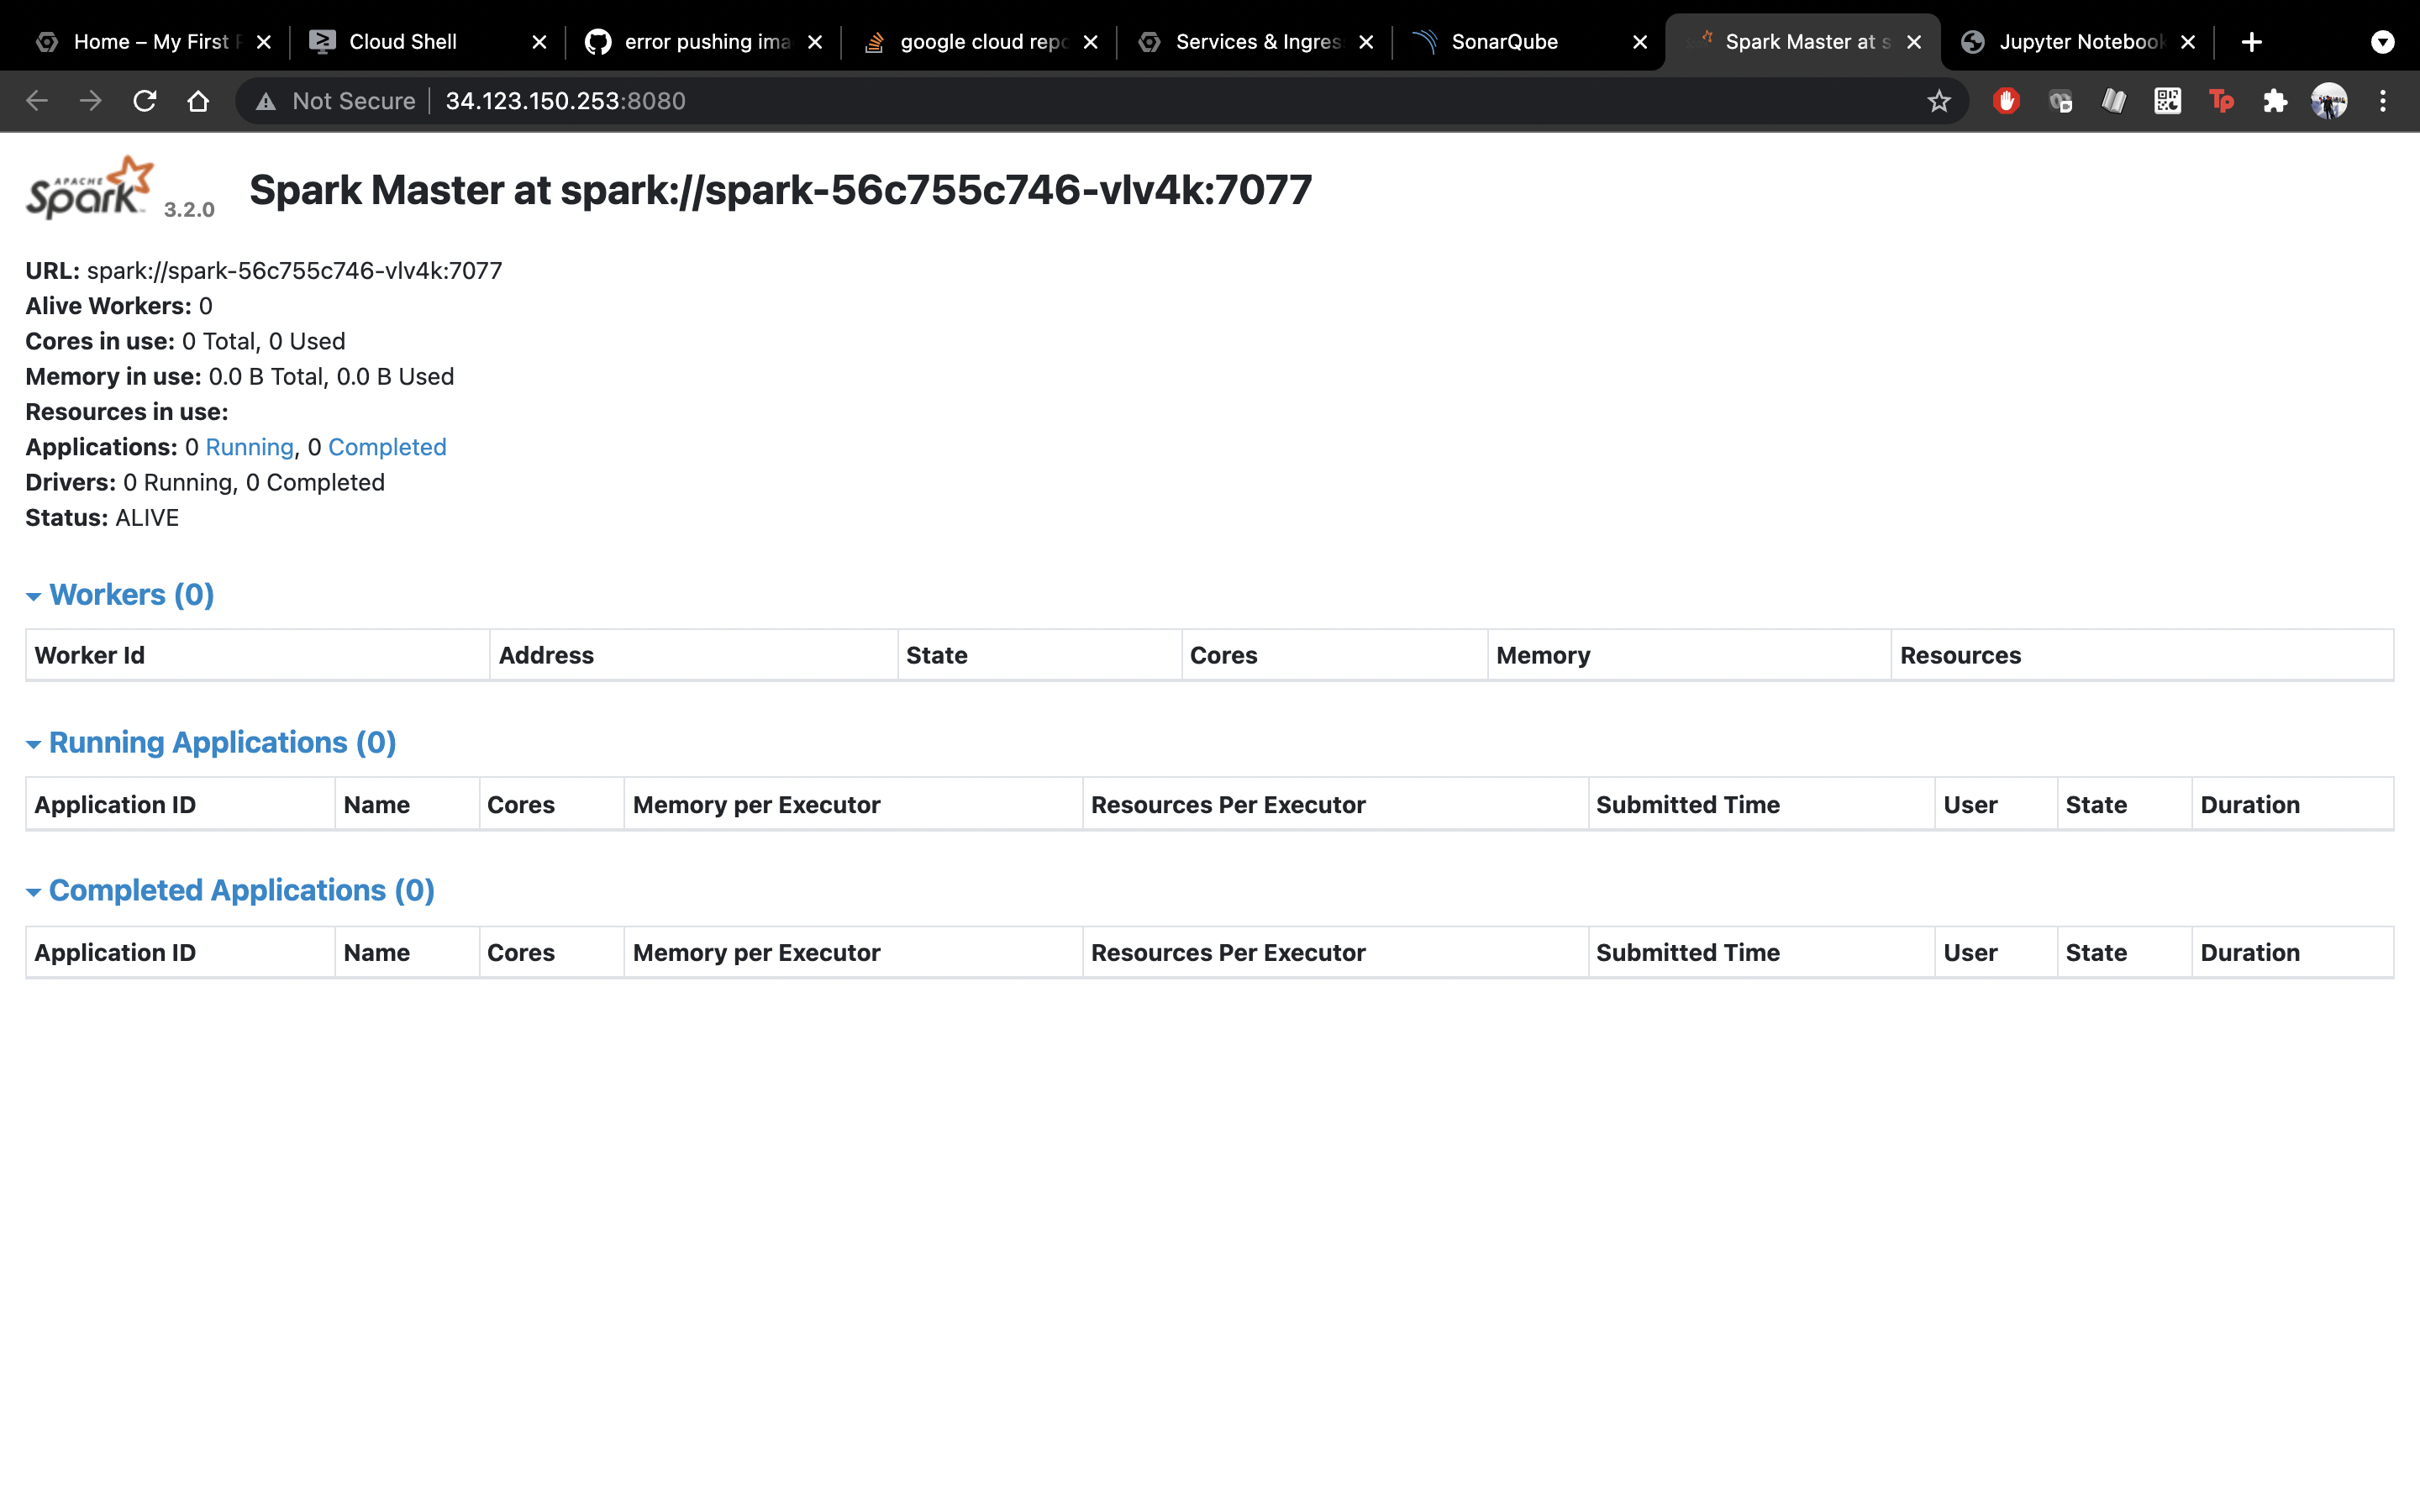 Home – My First
Cloud Shell
error pushing ima
google cloud repo
Services & Ingres
SonarQube
Spark Master at s
Jupyter Notebook
Not Secure
34.123.150.253:8080
Tp
APACHE
Spark
3.2.0
Spark Master at spark://spark-56c755c746-vlv4k:7077
URL: spark://spark-56c755c746-vlv4k:7077
Alive Workers: 0
Cores in use: 0 Total, 0 Used
Memory in use: 0.0 B Total, 0.0 B Used
Resources in use:
Applications: 0 Running, 0 Completed
Drivers: 0 Running, 0 Completed
Status: ALIVE
Workers (0)
Worker Id Address State Cores Memory Resources
Running Applications (0)
Application ID Name Cores Memory per Executor Resources Per Executor Submitted Time User State Duration
Completed Applications (0)
Application ID Name Cores Memory per Executor Resources Per Executor Submitted Time User State Duration